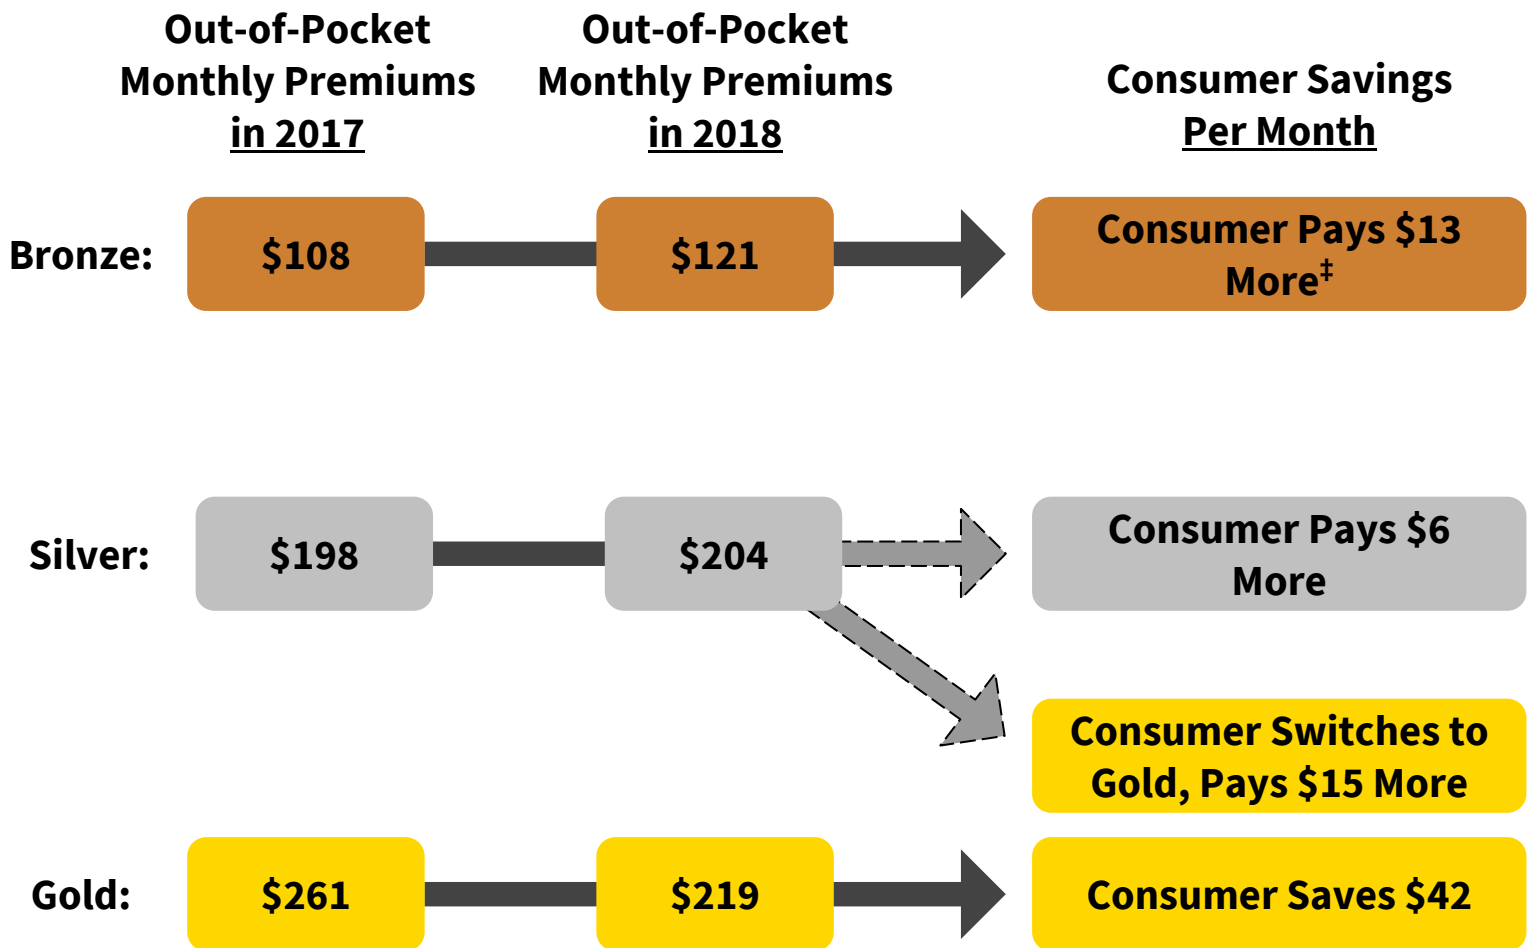 Out-of-Pocket
Monthly Premiums
in 2017
Out-of-Pocket
Monthly Premiums
in 2018
Consumer Savings
Per Month
Bronze:
$108
$121
Consumer Pays $13
More‡
Silver:
$198
$204
Consumer Pays $6
More
Consumer Switches to
Gold, Pays $15 More
Gold:
$261
$219
Consumer Saves $42